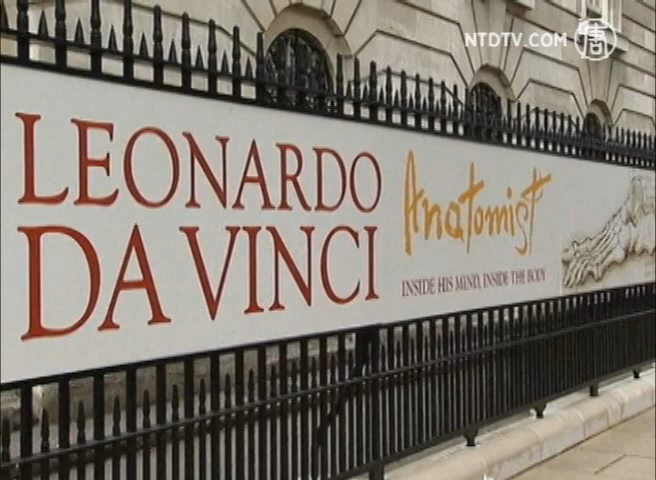 NTDTV.COM
LEONARDO
DA VINCI
Anatomist
INSIDE HIS MIND, INSIDE THE BODY